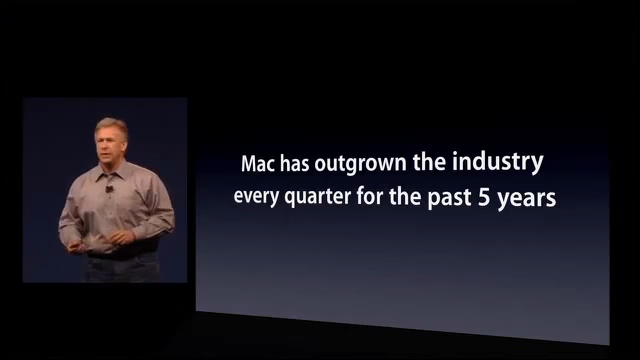 Mac has outgrown the industry
every quarter for the past 5 years